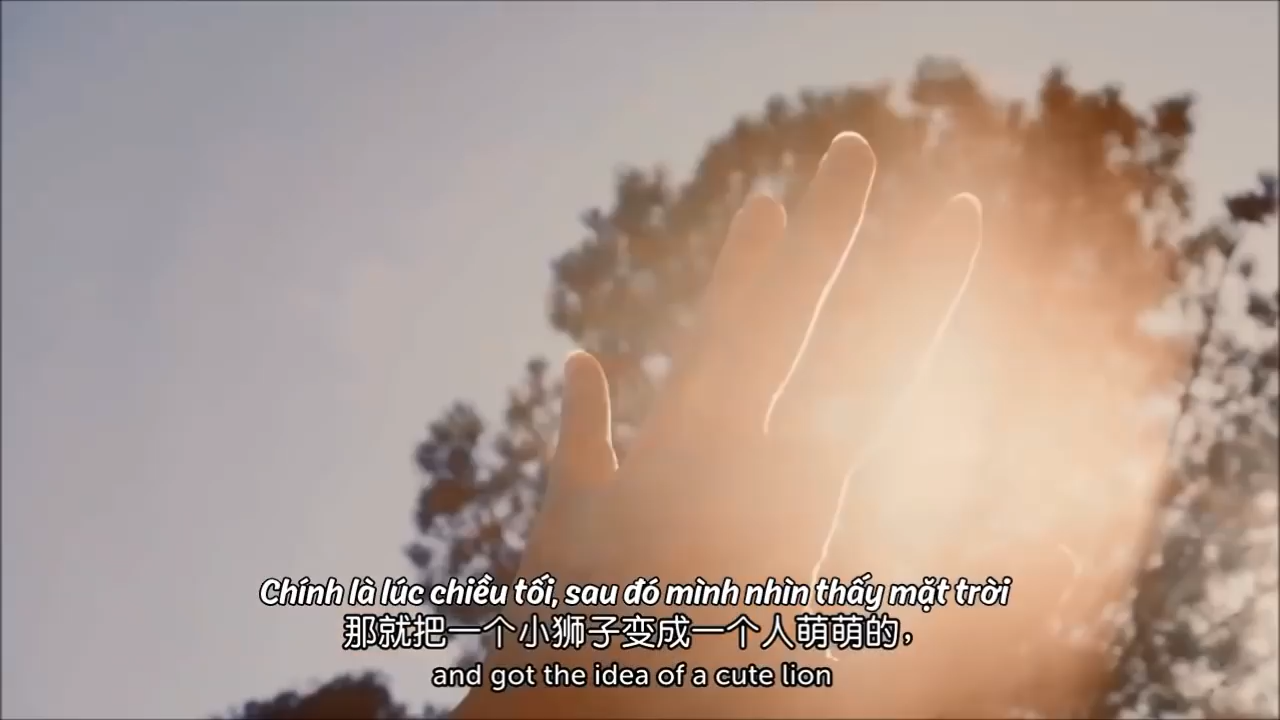 Chính là lúc chiều tối, sau đó mình nhìn thấy mặt trời
那就把一个小狮子变成一个人萌萌的，
and got the idea of a cute lion